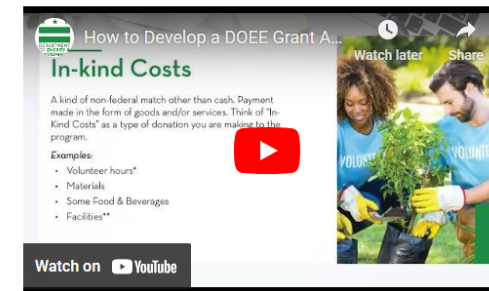 How to Develop a DOEE Grant A...
Watch later
Share
DEPARTMENT
OF ENERGY
In-kind Costs
A kind of non-federal match other than cash. Payment
made in the form of goods and/or services. Think of "In-
Kind Costs" as a type of donation you are making to the
program.
Examples:
• Volunteer hours*
• Materials
• Some Food & Beverages
• Facilities**
VOLUNTEER
VOLUNTEER
Watch on YouTube